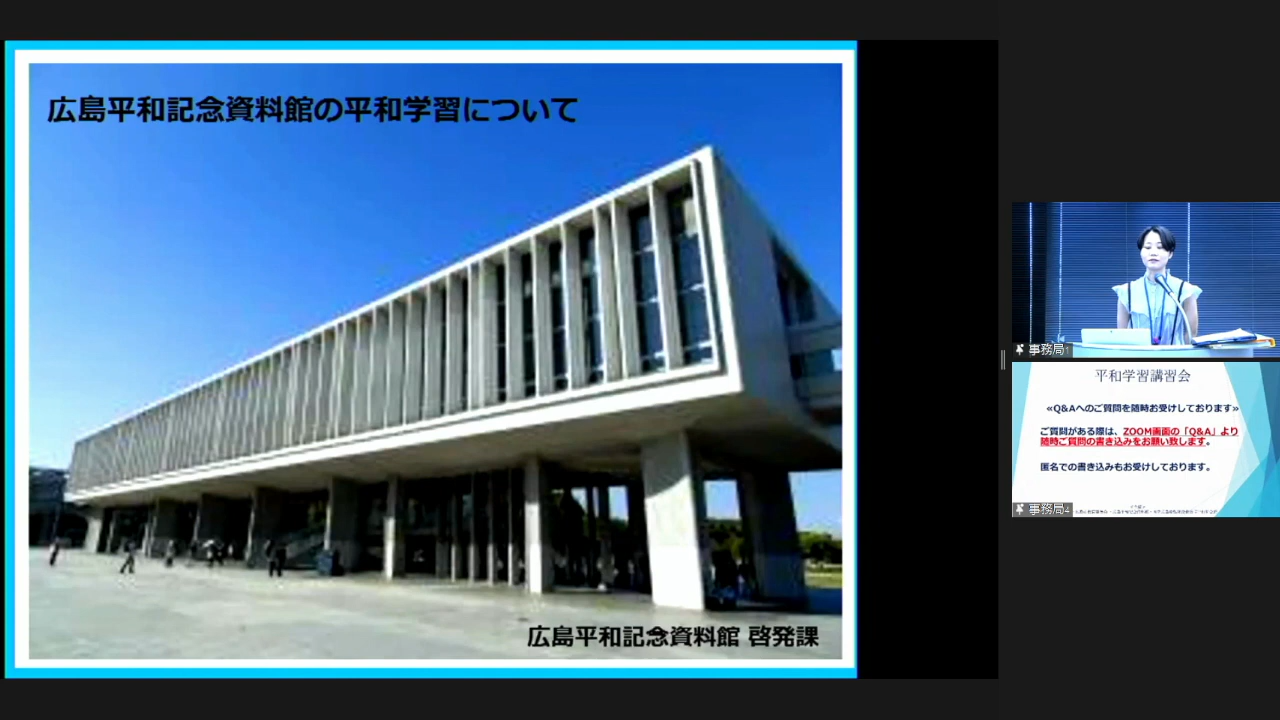 広島平和記念資料館の平和学習について
広島平和記念資料館 啓発課
事務局1
平和学習講習会
«Q&Aへのご質問を随時お受けしております»
ご質問がある際は、ZOOM画面の「Q&A」より
随時ご質問の書き込みをお願い致します。
匿名での書き込みもお受けしております。
事務局4